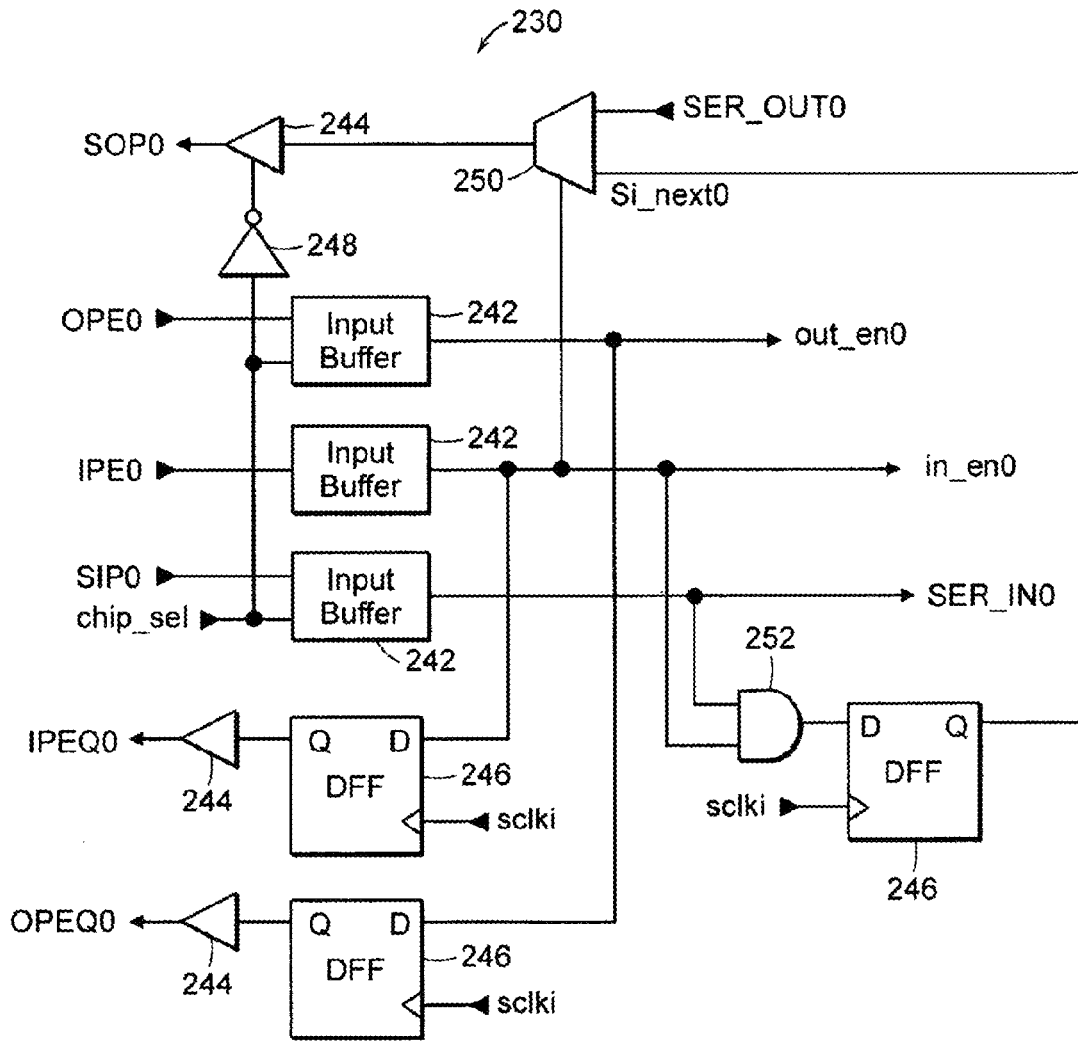 230
SER_OUT0
244
SOP0
250
Si_next0
248
OPE0
Input
Buffer
242
out_en0
IPE0
Input
Buffer
242
in_en0
SIP0
chip_sel
Input
Buffer
242
SER_IN0
252
IPEQ0
244
Q
D
DFF
246
sclki
D
Q
DFF
sclki
246
OPEQ0
244
Q
D
DFF
246
sclki